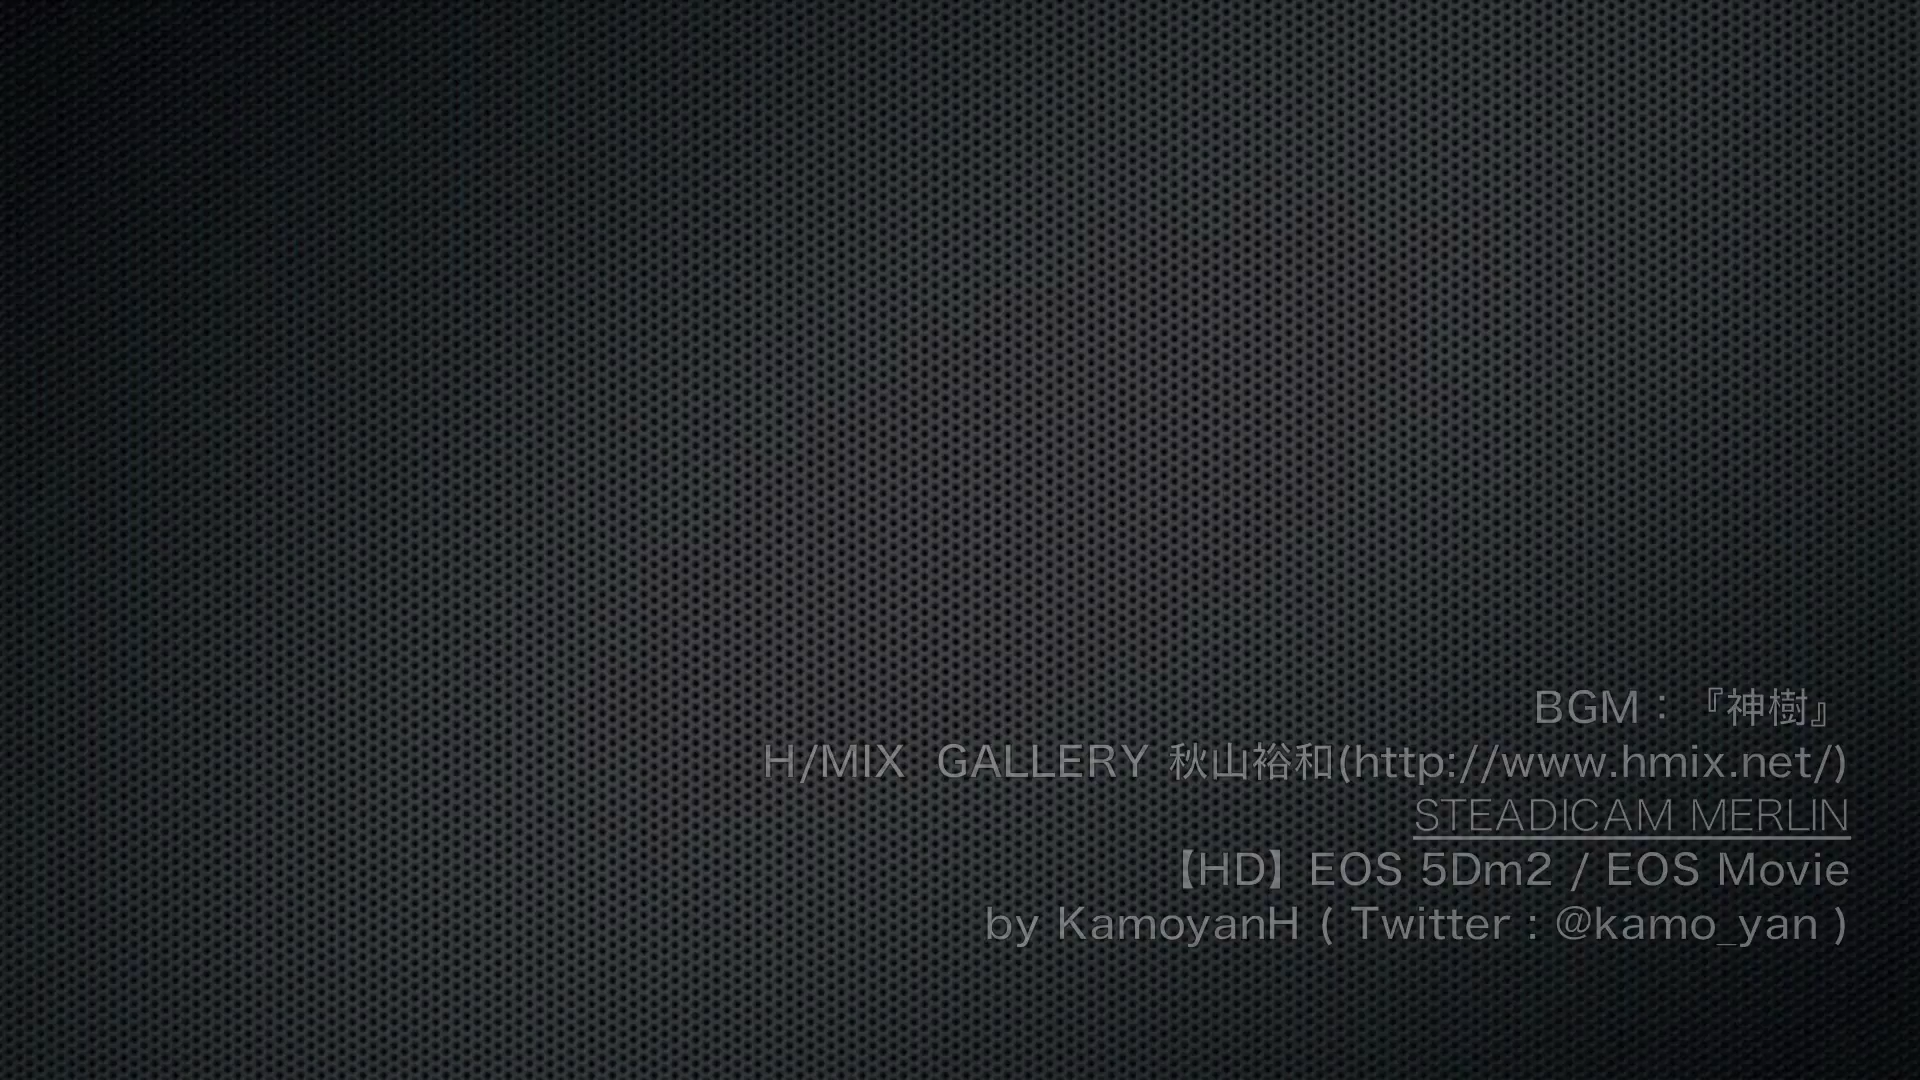 BGM：『神樹』
H/MIX GALLERY 秋山裕和(http://www.hmix.net/)
STEADICAM MERLIN
【HD】EOS 5Dm2 / EOS Movie
by KamoyanH ( Twitter : @kamo_yan )